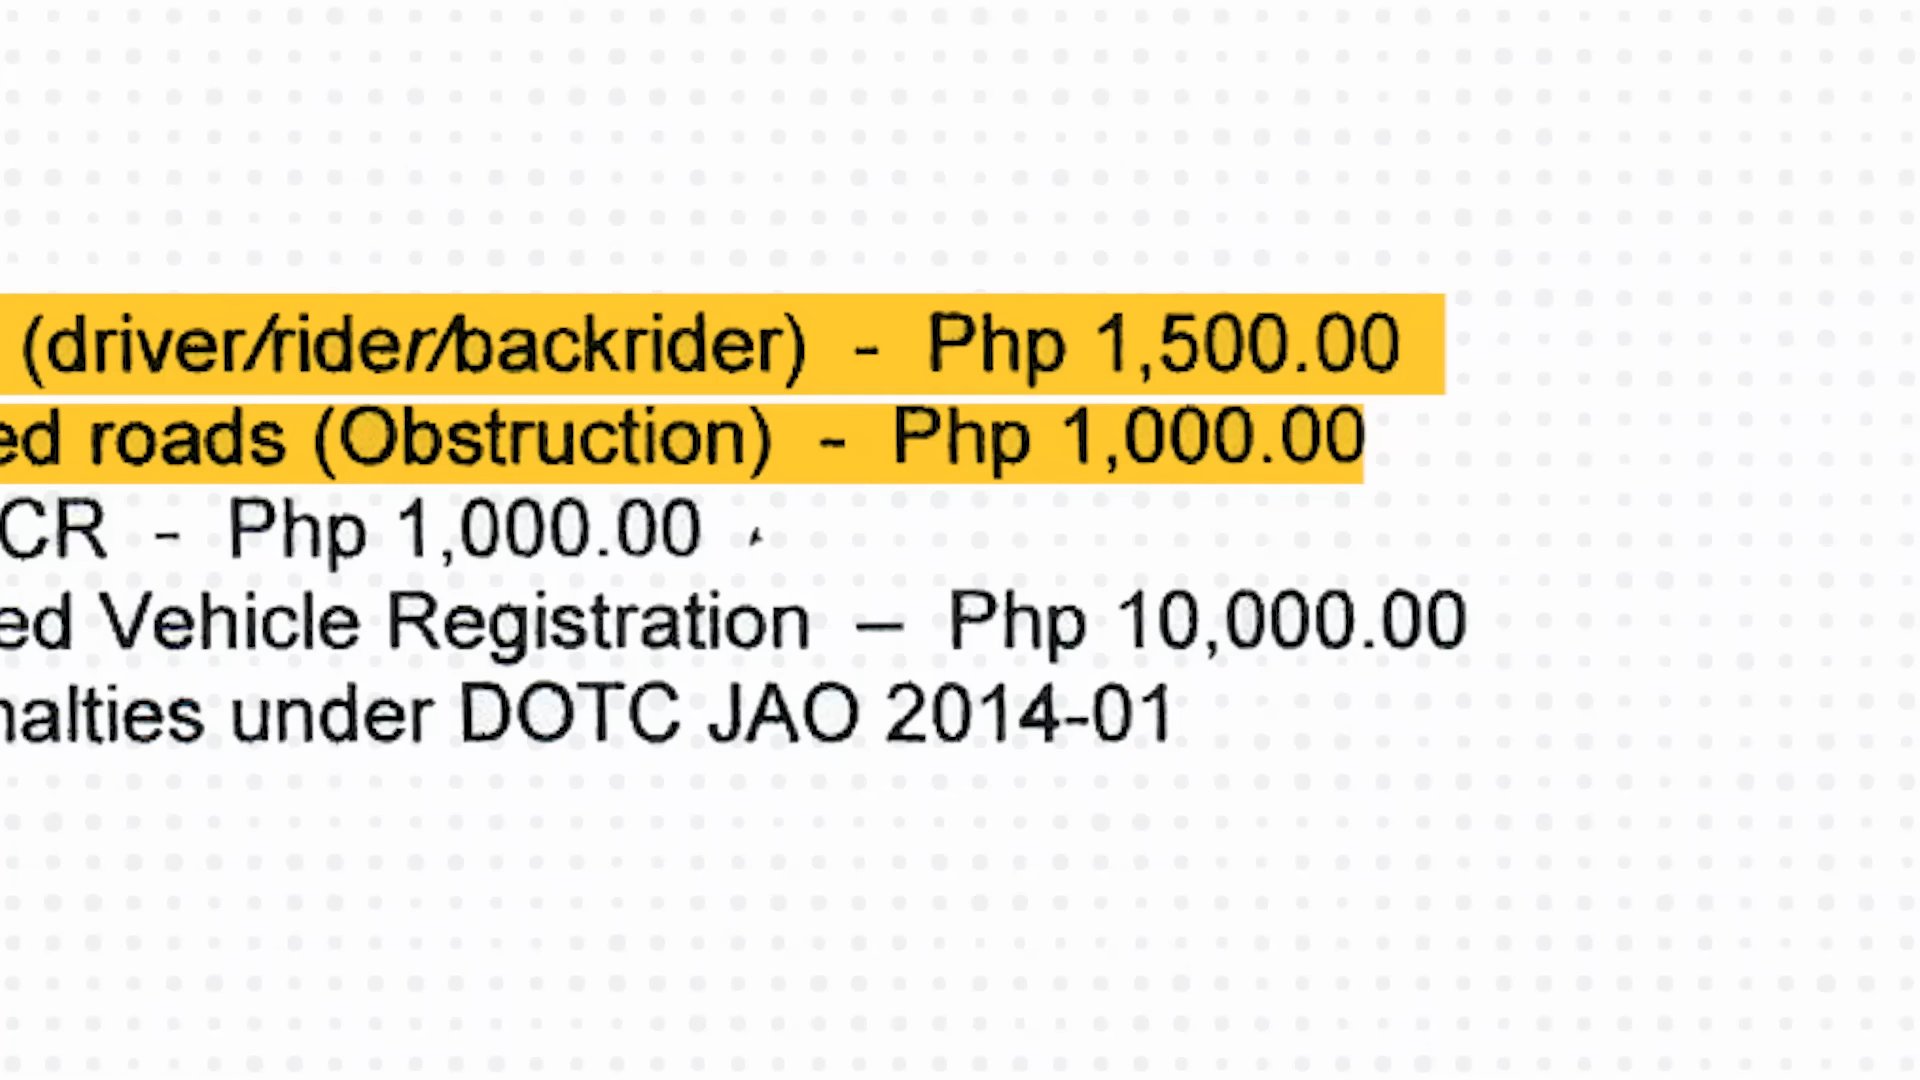 (driver/rider/backrider) - Php 1,500.00
ed roads (Obstruction) - Php 1,000.00
CR - Php 1,000.00
ed Vehicle Registration – Php 10,000.00
nalties under DOTC JAO 2014-01